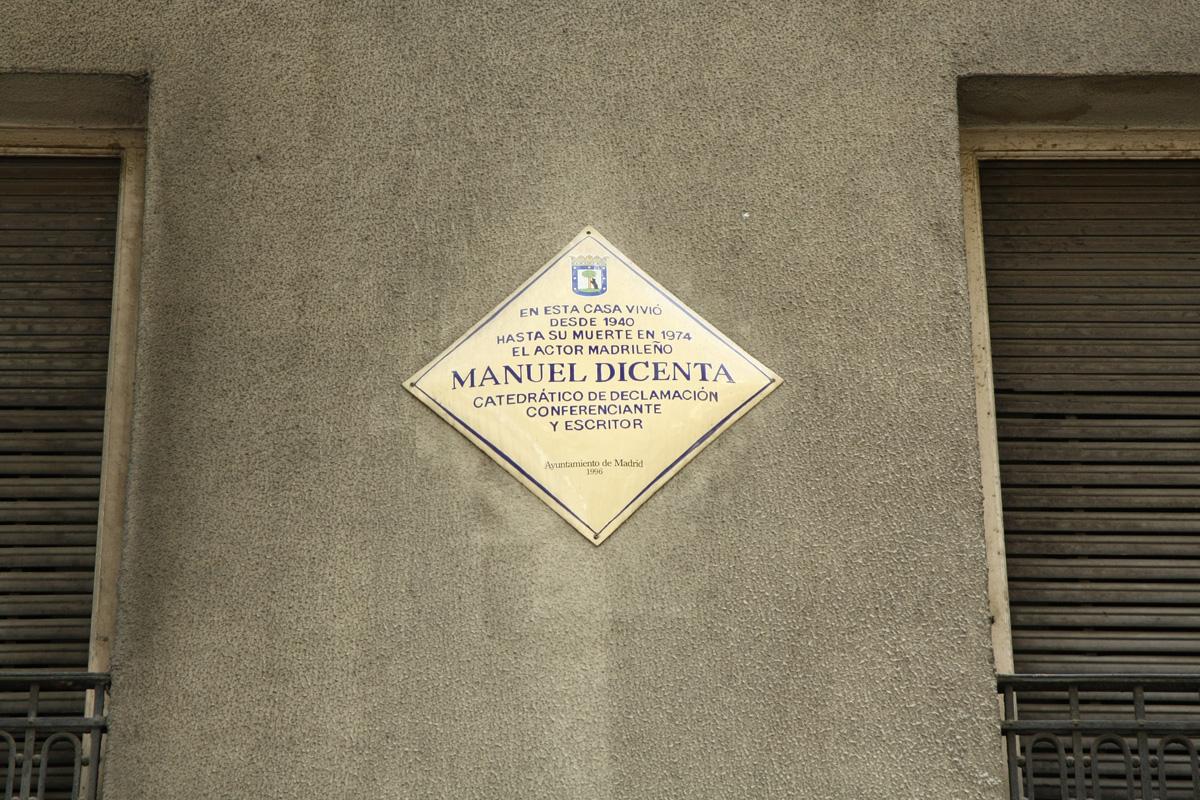 EN ESTA CASA VIVIÓ
DESDE 1940
HASTA SU MUERTE EN 1974
EL ACTOR MADRILEÑO
MANUEL DICENTA
CATEDRÁTICO DE DECLAMACIÓN
CONFERENCIANTE
Y ESCRITOR
Ayuntamiento de Madrid
1996